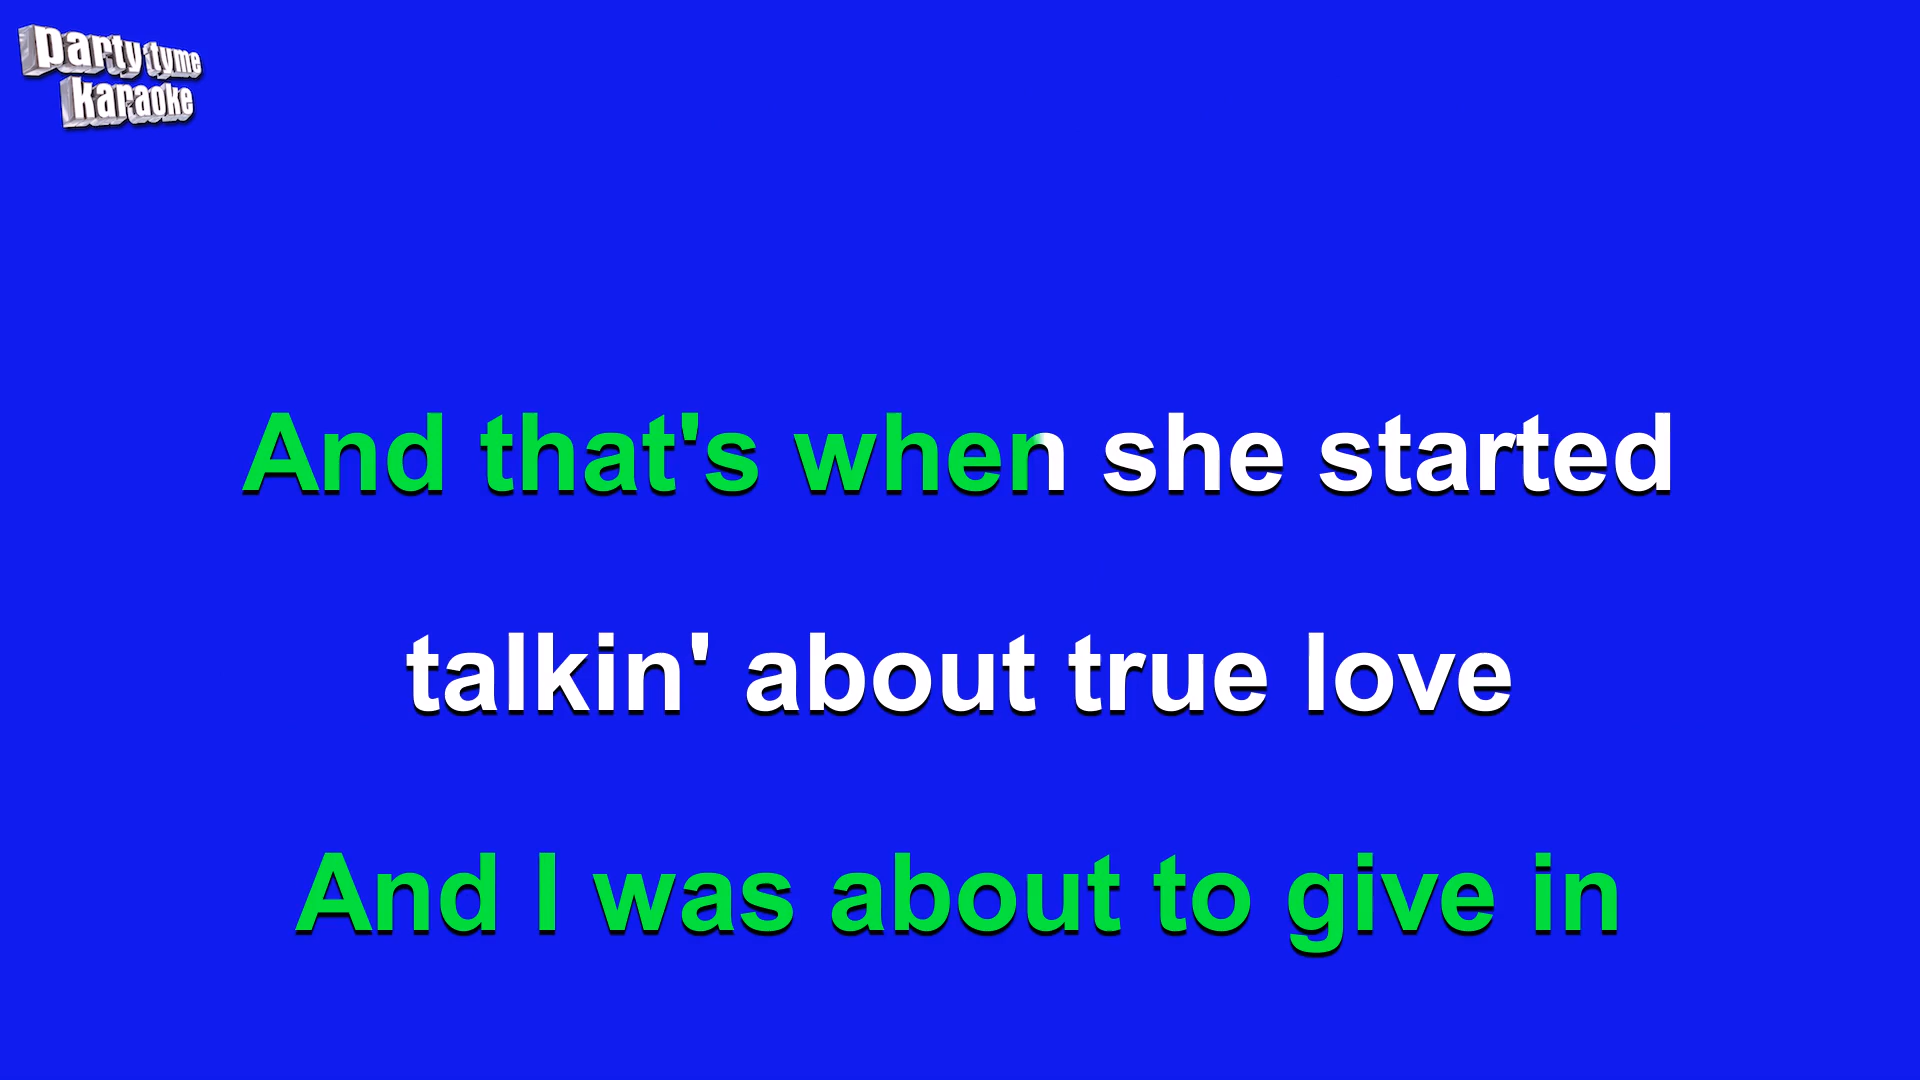 party tyme
karaoke
And that's when she started
talkin' about true love
And I was about to give in